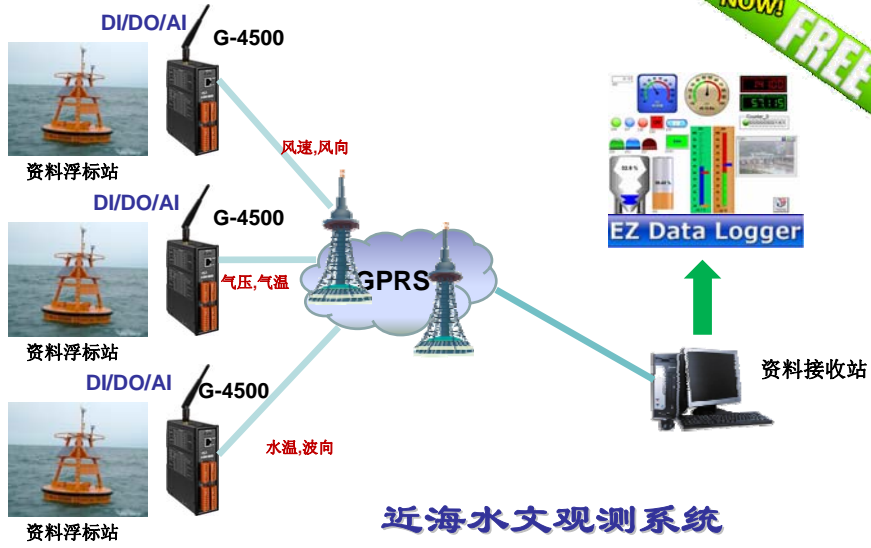 DI/DO/AI
G-4500
资料浮标站
风速,风向
DI/DO/AI
G-4500
资料浮标站
气压,气温
GPRS
DI/DO/AI
G-4500
资料浮标站
水温,波向
NOW!
FREE
57:115
Counter_3
EZ Data Logger
资料接收站
近海水文观测系统